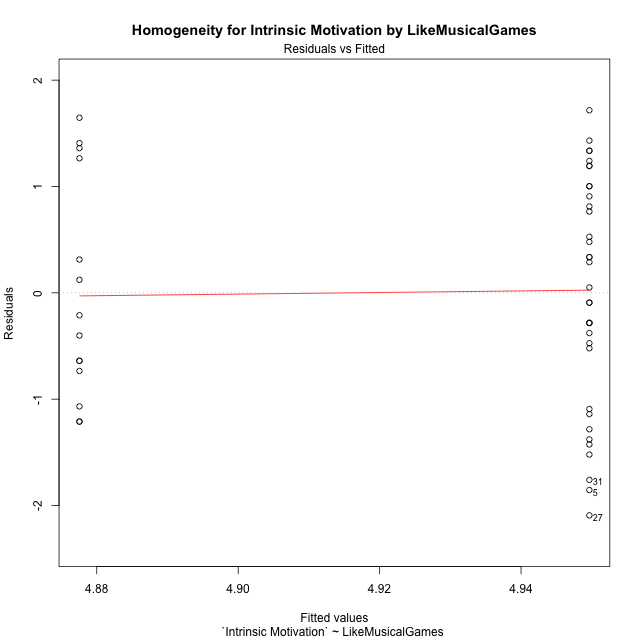 Homogeneity for Intrinsic Motivation by LikeMusicalGames
Residuals vs Fitted
2
1
0
-1
-2
Residuals
31
5
27
4.88 4.90 4.92 4.94
Fitted values
`Intrinsic Motivation` ~ LikeMusicalGames